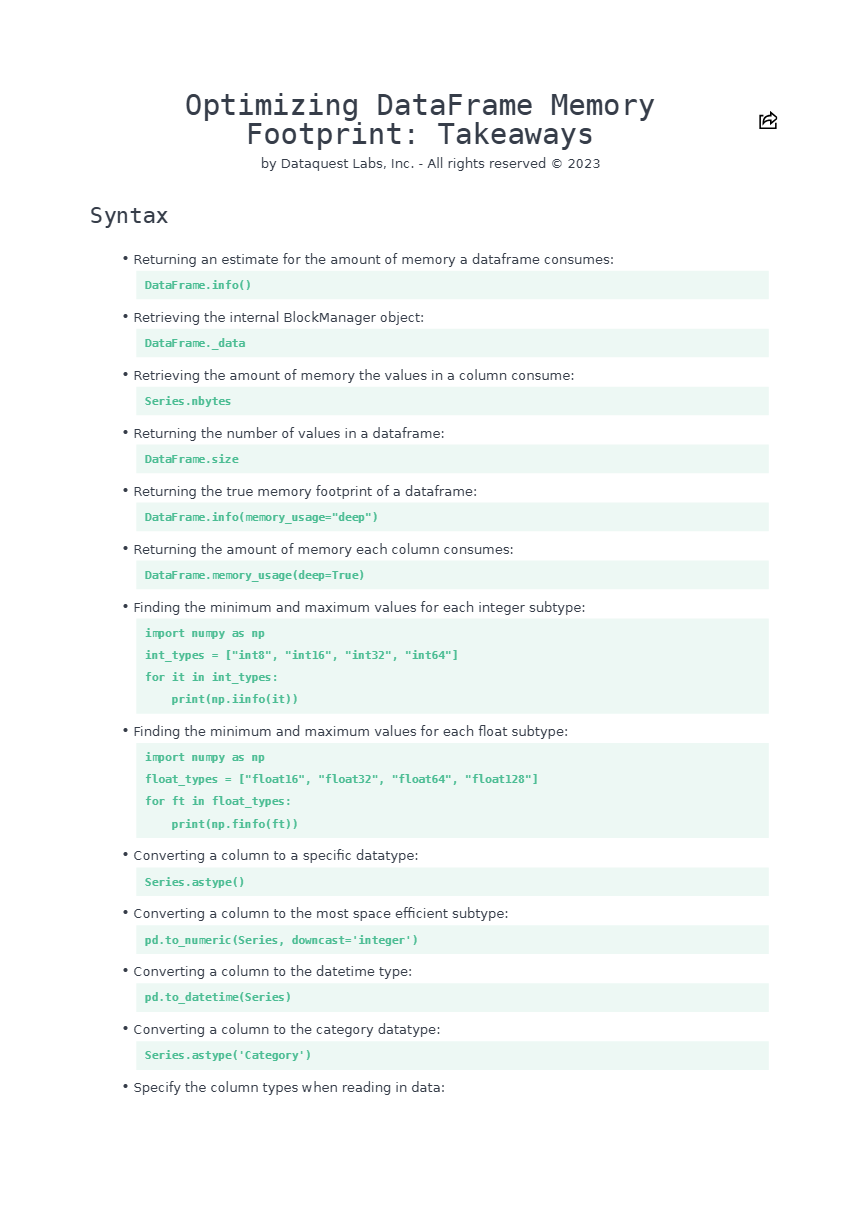 Optimizing DataFrame Memory
Footprint: Takeaways
by Dataquest Labs, Inc. - All rights reserved © 2023
Syntax
• Returning an estimate for the amount of memory a dataframe consumes:
DataFrame.info()
• Retrieving the internal BlockManager object:
DataFrame._data
• Retrieving the amount of memory the values in a column consume:
Series.nbytes
• Returning the number of values in a dataframe:
DataFrame.size
• Returning the true memory footprint of a dataframe:
DataFrame.info(memory_usage="deep")
• Returning the amount of memory each column consumes:
DataFrame.memory_usage(deep=True)
• Finding the minimum and maximum values for each integer subtype:
import numpy as np
int_types = ["int8", "int16", "int32", "int64"]
for it in int_types:
    print(np.iinfo(it))
• Finding the minimum and maximum values for each float subtype:
import numpy as np
float_types = ["float16", "float32", "float64", "float128"]
for ft in float_types:
    print(np.finfo(ft))
• Converting a column to a specific datatype:
Series.astype()
• Converting a column to the most space efficient subtype:
pd.to_numeric(Series, downcast='integer')
• Converting a column to the datetime type:
pd.to_datetime(Series)
• Converting a column to the category datatype:
Series.astype('Category')
• Specify the column types when reading in data: